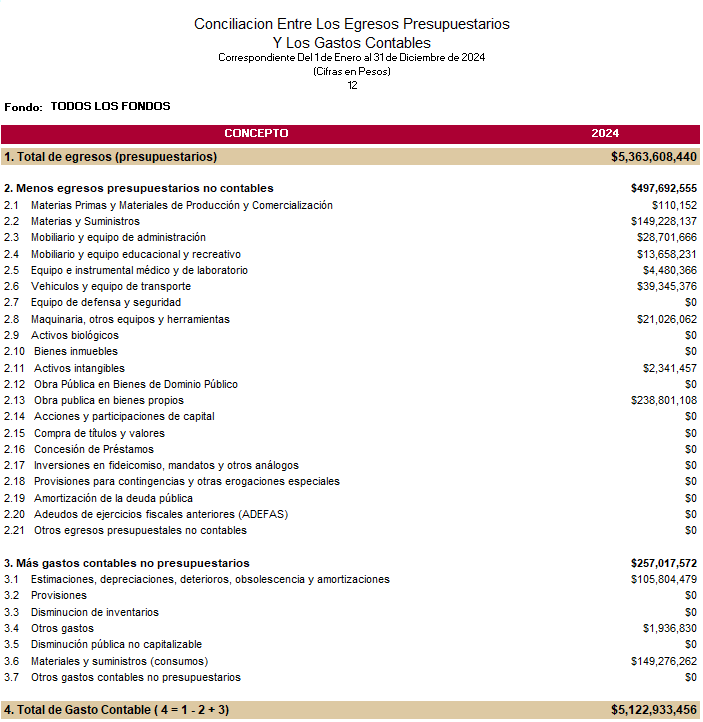 Conciliacion Entre Los Egresos Presupuestarios
Y Los Gastos Contables
Correspondiente Del 1 de Enero al 31 de Diciembre de 2024
(Cifras en Pesos)
12
Fondo: TODOS LOS FONDOS
CONCEPTO 2024
1. Total de egresos (presupuestarios) $5,363,608,440
2. Menos egresos presupuestarios no contables $497,692,555
2.1 Materias Primas y Materiales de Producción y Comercialización $110,152
2.2 Materias y Suministros $149,228,137
2.3 Mobiliario y equipo de administración $28,701,666
2.4 Mobiliario y equipo educacional y recreativo $13,658,231
2.5 Equipo e instrumental médico y de laboratorio $4,480,366
2.6 Vehiculos y equipo de transporte $39,345,376
2.7 Equipo de defensa y seguridad $0
2.8 Maquinaria, otros equipos y herramientas $21,026,062
2.9 Activos biológicos $0
2.10 Bienes inmuebles $0
2.11 Activos intangibles $2,341,457
2.12 Obra Pública en Bienes de Dominio Público $0
2.13 Obra publica en bienes propios $238,801,108
2.14 Acciones y participaciones de capital $0
2.15 Compra de títulos y valores $0
2.16 Concesión de Préstamos $0
2.17 Inversiones en fideicomiso, mandatos y otros análogos $0
2.18 Provisiones para contingencias y otras erogaciones especiales $0
2.19 Amortización de la deuda pública $0
2.20 Adeudos de ejercicios fiscales anteriores (ADEFAS) $0
2.21 Otros egresos presupuestales no contables $0
3. Más gastos contables no presupuestarios $257,017,572
3.1 Estimaciones, depreciaciones, deterioros, obsolescencia y amortizaciones $105,804,479
3.2 Provisiones $0
3.3 Disminucion de inventarios $0
3.4 Otros gastos $1,936,830
3.5 Disminución pública no capitalizable $0
3.6 Materiales y suministros (consumos) $149,276,262
3.7 Otros gastos contables no presupuestarios $0
4. Total de Gasto Contable ( 4 = 1 - 2 + 3) $5,122,933,456